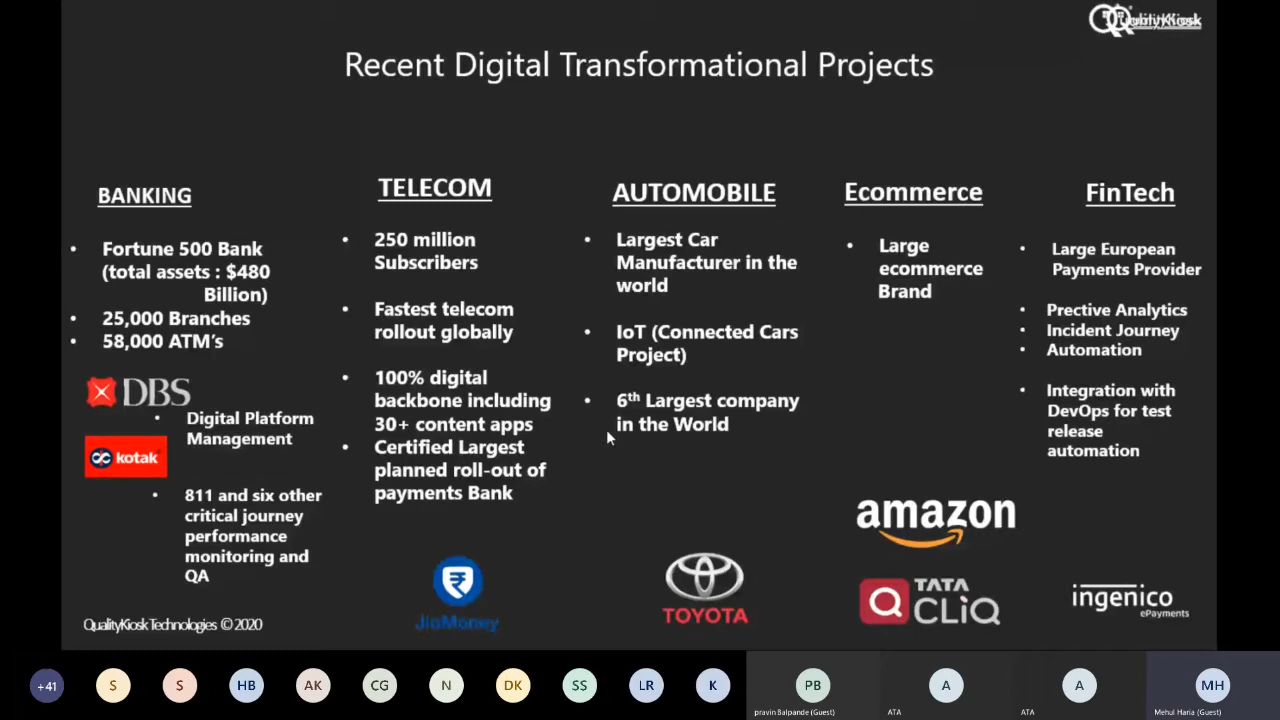 QualityKiosk
Recent Digital Transformational Projects
BANKING
• Fortune 500 Bank
(total assets : $480
Billion)
• 25,000 Branches
• 58,000 ATM's
DBS
• Digital Platform
Management
kotak
• 811 and six other
critical journey
performance
monitoring and
QA
TELECOM
• 250 million
Subscribers
• Fastest telecom
rollout globally
• 100% digital
backbone including
30+ content apps
• Certified Largest
planned roll-out of
payments Bank
JioMoney
AUTOMOBILE
• Largest Car
Manufacturer in the
world
• IoT (Connected Cars
Project)
• 6th Largest company
in the World
TOYOTA
Ecommerce
• Large
ecommerce
Brand
amazon
TATA
CLiQ
FinTech
• Large European
Payments Provider
• Prective Analytics
• Incident Journey
• Automation
• Integration with
DevOps for test
release
automation
ingenico
ePayments
QualityKiosk Technologies © 2020
+41
S
S
HB
AK
CG
N
DK
SS
LR
K
PB
pravin Balpande (Guest)
A
ATA
A
ATA
MH
Mehul Haria (Guest)